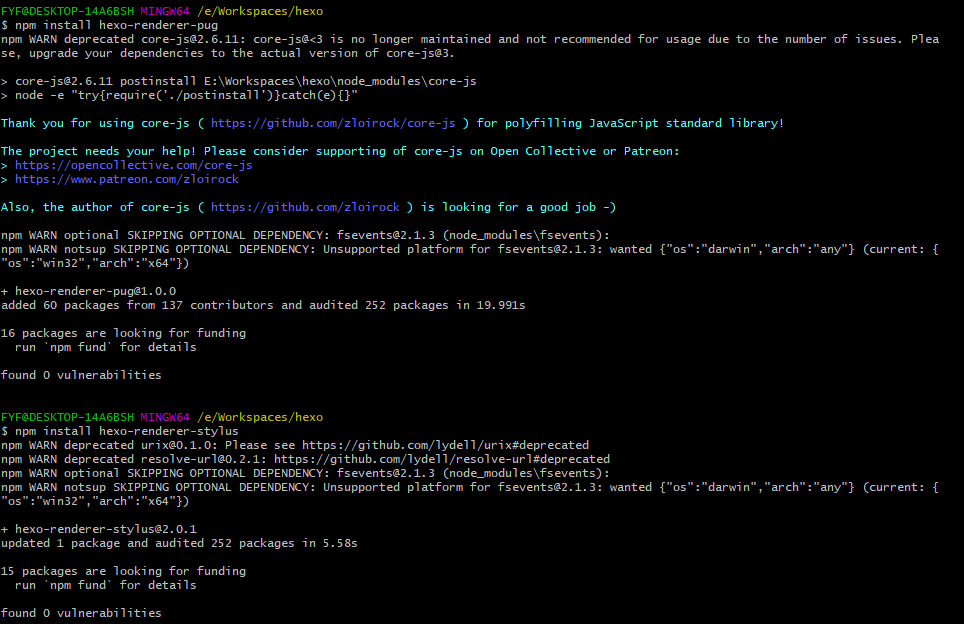 FYF@DESKTOP-14A6BSH MINGW64 /e/Workspaces/hexo
$ npm install hexo-renderer-pug
npm WARN deprecated core-js@2.6.11: core-js@<3 is no longer maintained and not recommended for usage due to the number of issues. Plea
se, upgrade your dependencies to the actual version of core-js@3.
> core-js@2.6.11 postinstall E:\Workspaces\hexo\node_modules\core-js
> node -e "try{require('./postinstall')}catch(e){}"
Thank you for using core-js ( https://github.com/zloirock/core-js ) for polyfilling JavaScript standard library!
The project needs your help! Please consider supporting of core-js on Open Collective or Patreon:
> https://opencollective.com/core-js
> https://www.patreon.com/zloirock
Also, the author of core-js ( https://github.com/zloirock ) is looking for a good job -)
npm WARN optional SKIPPING OPTIONAL DEPENDENCY: fsevents@2.1.3 (node_modules\fsevents):
npm WARN notsup SKIPPING OPTIONAL DEPENDENCY: Unsupported platform for fsevents@2.1.3: wanted {"os":"darwin","arch":"any"} (current: {
"os":"win32","arch":"x64"})
+ hexo-renderer-pug@1.0.0
added 60 packages from 137 contributors and audited 252 packages in 19.991s
16 packages are looking for funding
  run `npm fund` for details
found 0 vulnerabilities
FYF@DESKTOP-14A6BSH MINGW64 /e/Workspaces/hexo
$ npm install hexo-renderer-stylus
npm WARN deprecated urix@0.1.0: Please see https://github.com/lydell/urix#deprecated
npm WARN deprecated resolve-url@0.2.1: https://github.com/lydell/resolve-url#deprecated
npm WARN optional SKIPPING OPTIONAL DEPENDENCY: fsevents@2.1.3 (node_modules\fsevents):
npm WARN notsup SKIPPING OPTIONAL DEPENDENCY: Unsupported platform for fsevents@2.1.3: wanted {"os":"darwin","arch":"any"} (current: {
"os":"win32","arch":"x64"})
+ hexo-renderer-stylus@2.0.1
updated 1 package and audited 252 packages in 5.58s
15 packages are looking for funding
  run `npm fund` for details
found 0 vulnerabilities